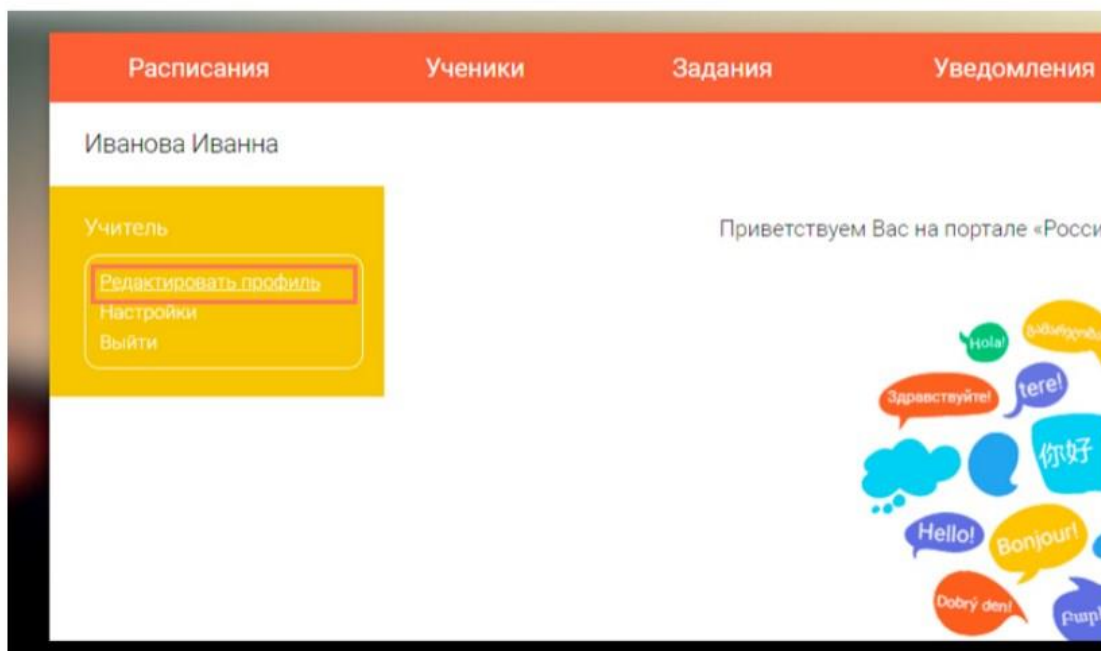 Расписания Ученики Задания Уведомления
Иванова Иванна
Учитель
Приветствуем Вас на портале
Редактировать профиль
Настройки
Выйти
Hola!
Здравствуйте!
tere!
你好
Hello!
Bonjour!
Dobrý den!